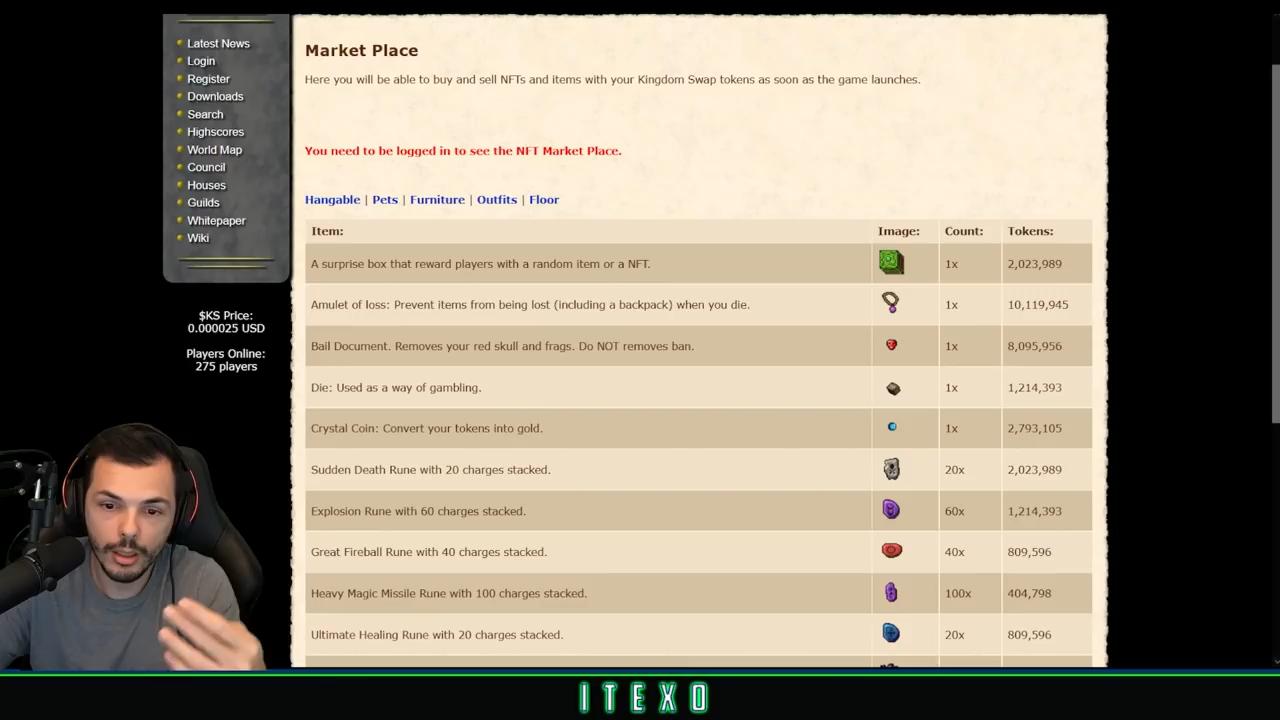 Latest News
Login
Register
Downloads
Search
Highscores
World Map
Council
Houses
Guilds
Whitepaper
Wiki
$KS Price:
0.000025 USD
Players Online:
275 players
Market Place
Here you will be able to buy and sell NFTs and items with your Kingdom Swap tokens as soon as the game launches.
You need to be logged in to see the NFT Market Place.
Hangable | Pets | Furniture | Outfits | Floor
Item: Image: Count: Tokens:
A surprise box that reward players with a random item or a NFT. 1x 2,023,989
Amulet of loss: Prevent items from being lost (including a backpack) when you die. 1x 10,119,945
Bail Document. Removes your red skull and frags. Do NOT removes ban. 1x 8,095,956
Die: Used as a way of gambling. 1x 1,214,393
Crystal Coin: Convert your tokens into gold. 1x 2,793,105
Sudden Death Rune with 20 charges stacked. 20x 2,023,989
Explosion Rune with 60 charges stacked. 60x 1,214,393
Great Fireball Rune with 40 charges stacked. 40x 809,596
Heavy Magic Missile Rune with 100 charges stacked. 100x 404,798
Ultimate Healing Rune with 20 charges stacked. 20x 809,596
ITEXO